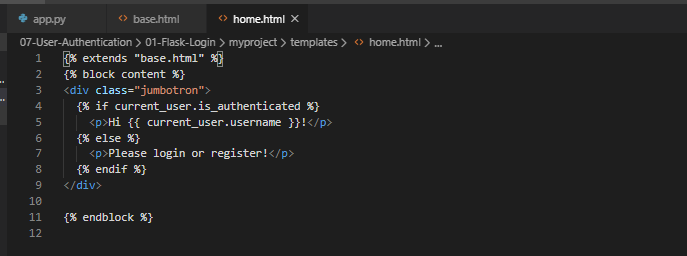 app.py base.html home.html
07-User-Authentication > 01-Flask-Login > myproject > templates > home.html > ...
1 {% extends "base.html" %}
2 {% block content %}
3 <div class="jumbotron">
4 {% if current_user.is_authenticated %}
5 <p>Hi {{ current_user.username }}!</p>
6 {% else %}
7 <p>Please login or register!</p>
8 {% endif %}
9 </div>
10
11 {% endblock %}
12